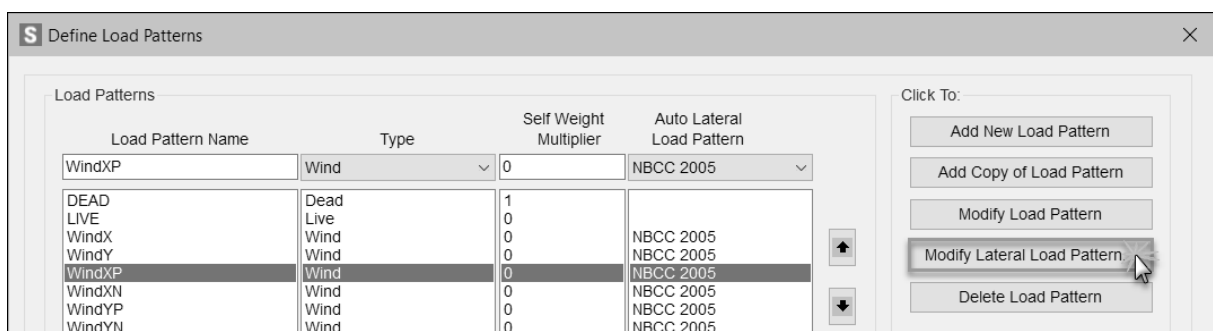 S Define Load Patterns
Load Patterns
Click To:
Load Pattern Name Type Self Weight Multiplier Auto Lateral Load Pattern
WindXP Wind 0 NBCC 2005
DEAD Dead 1
LIVE Live 0
WindX Wind 0 NBCC 2005
WindY Wind 0 NBCC 2005
WindXP Wind 0 NBCC 2005
WindXN Wind 0 NBCC 2005
WindYP Wind 0 NBCC 2005
WindYN Wind 0 NBCC 2005
Add New Load Pattern
Add Copy of Load Pattern
Modify Load Pattern
Modify Lateral Load Pattern
Delete Load Pattern